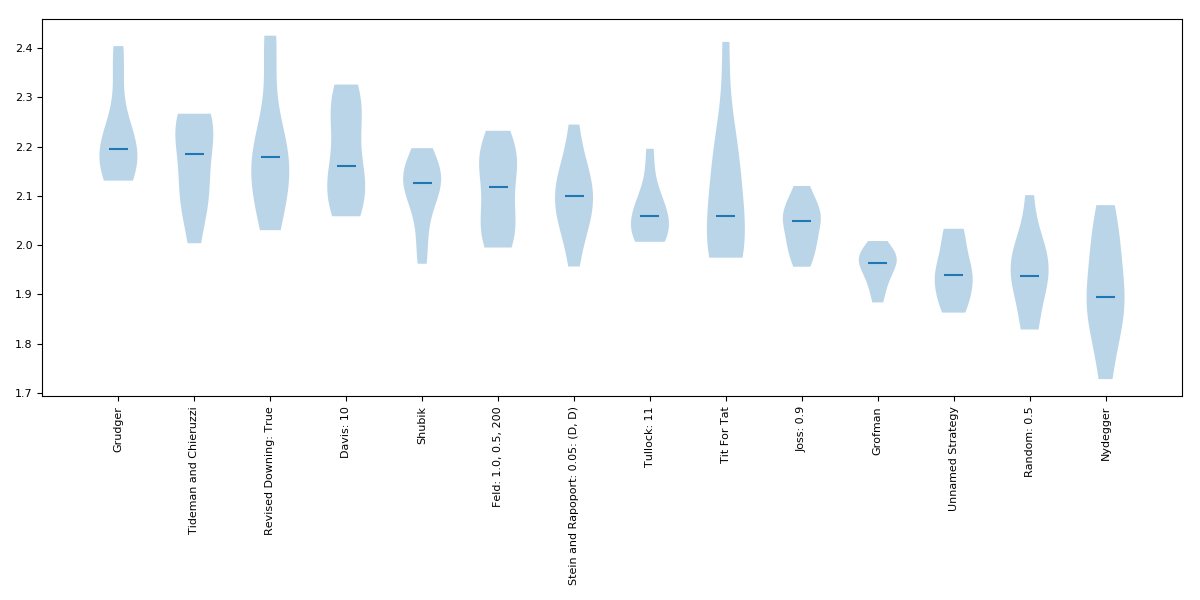 2.4
2.3
2.2
2.1
2.0
1.9
1.8
1.7
Grudger
Tideman and Chieruzzi
Revised Downing: True
Davis: 10
Shubik
Feld: 1.0, 0.5, 200
Stein and Rapoport: 0.05: (D, D)
Tullock: 11
Tit For Tat
Joss: 0.9
Grofman
Unnamed Strategy
Random: 0.5
Nydegger